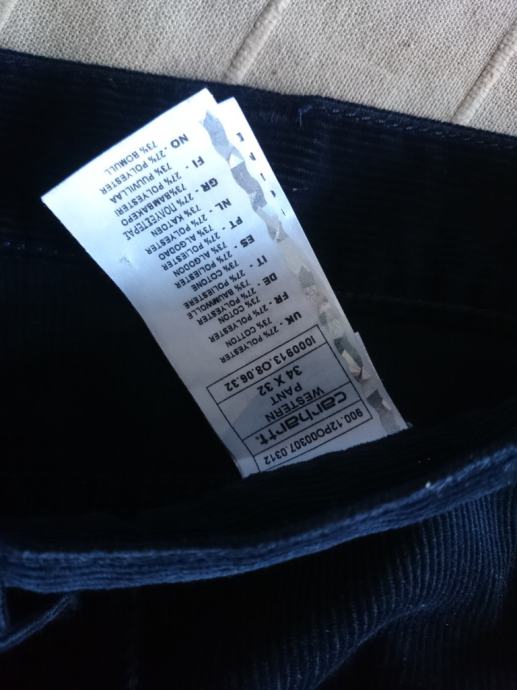 900.12PO00307.0312
carhartt.
WESTERN
PANT
34 X 32
I000913.08.06.32
UK - 27% POLYESTER
73% COTTON
FR - 27% POLYESTER
73% COTTON
DE - 27% POLYESTER
73% BAUMWOLLE
IT - 27% POLIESTERE
73% COTONE
ES - 27% POLIESTER
73% ALGODON
PT - 27% POLIESTER
73% ALGODAO
NL - 27% POLYESTER
73% KATOEN
GR - 27% ΠΟΛΥΕΣΤΕΡΑΣ
73%ΒΑΜΒΑΚΕΡΟ
FI - 27% POLYESTERI
73% PUUVILLAA
NO - 27% POLYESTER
73% BOMULL